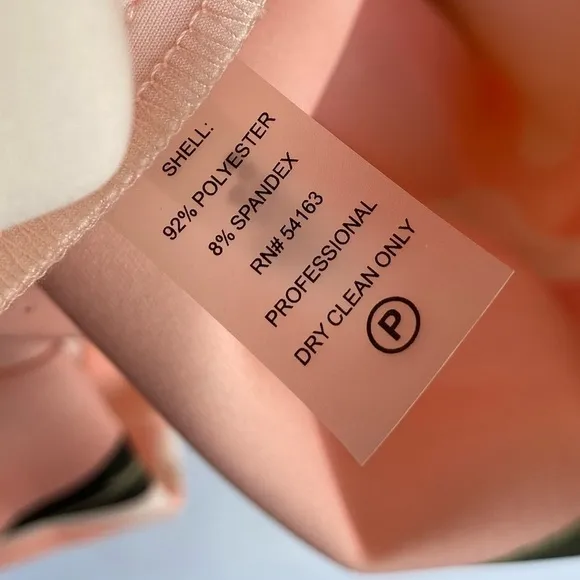 SHELL:
92% POLYESTER
8% SPANDEX
RN# 54163
PROFESSIONAL
DRY CLEAN ONLY
P